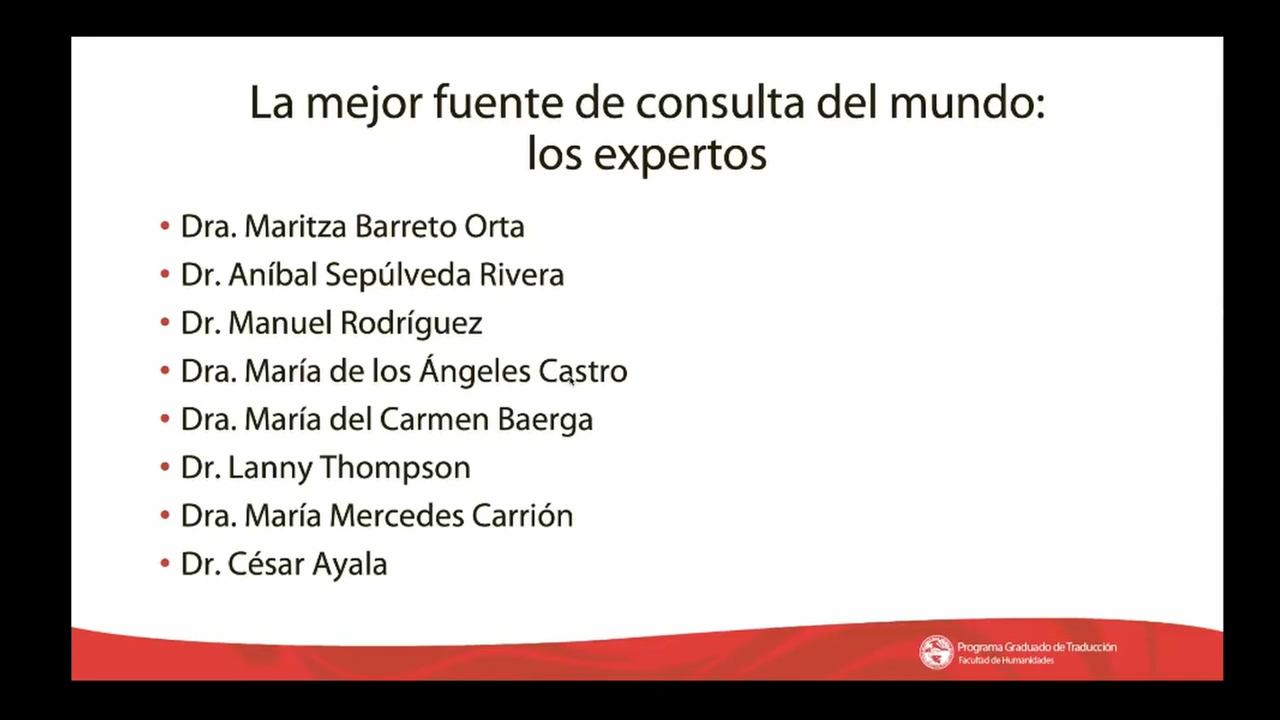 La mejor fuente de consulta del mundo:
los expertos
• Dra. Maritza Barreto Orta
• Dr. Aníbal Sepúlveda Rivera
• Dr. Manuel Rodríguez
• Dra. María de los Ángeles Castro
• Dra. María del Carmen Baerga
• Dr. Lanny Thompson
• Dra. María Mercedes Carrión
• Dr. César Ayala
Programa Graduado de Traducción
Facultad de Humanidades